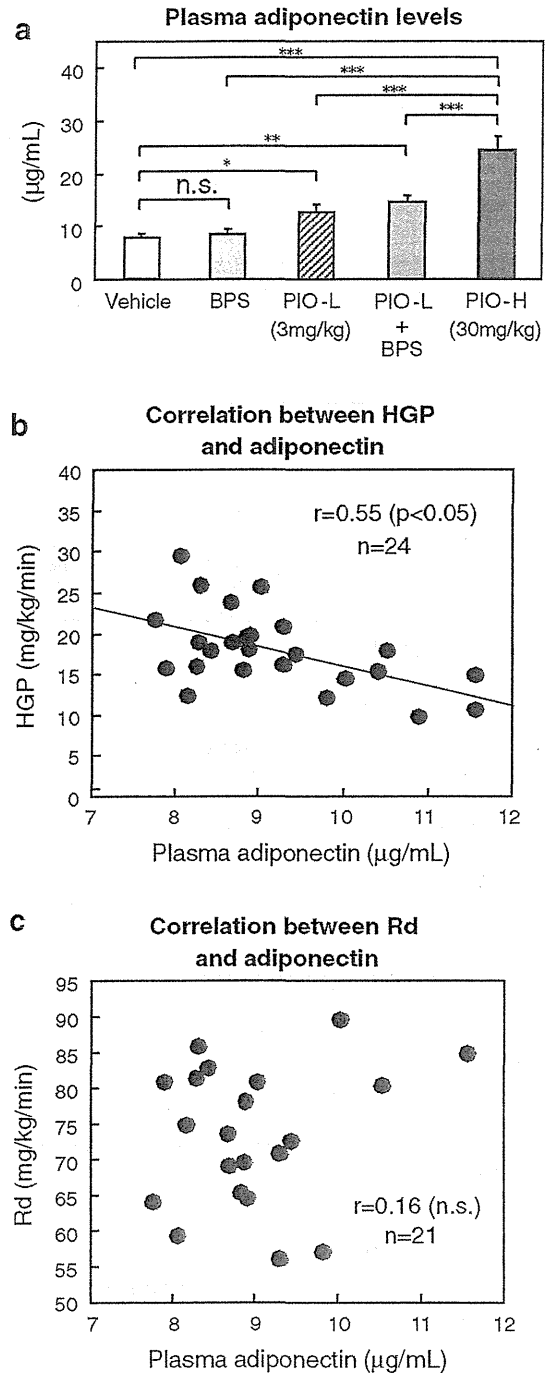 a
Plasma adiponectin levels
(μg/mL)
40
30
20
10
0
***
***
***
***
**
*
n.s.
Vehicle BPS PIO-L PIO-L PIO-H
(3mg/kg) + (30mg/kg)
BPS
b
Correlation between HGP
and adiponectin
HGP (mg/kg/min)
40
35
30
25
20
15
10
5
0
r=0.55 (p<0.05)
n=24
7 8 9 10 11 12
Plasma adiponectin (μg/mL)
c
Correlation between Rd
and adiponectin
Rd (mg/kg/min)
95
90
85
80
75
70
65
60
55
50
r=0.16 (n.s.)
n=21
7 8 9 10 11 12
Plasma adiponectin (μg/mL)